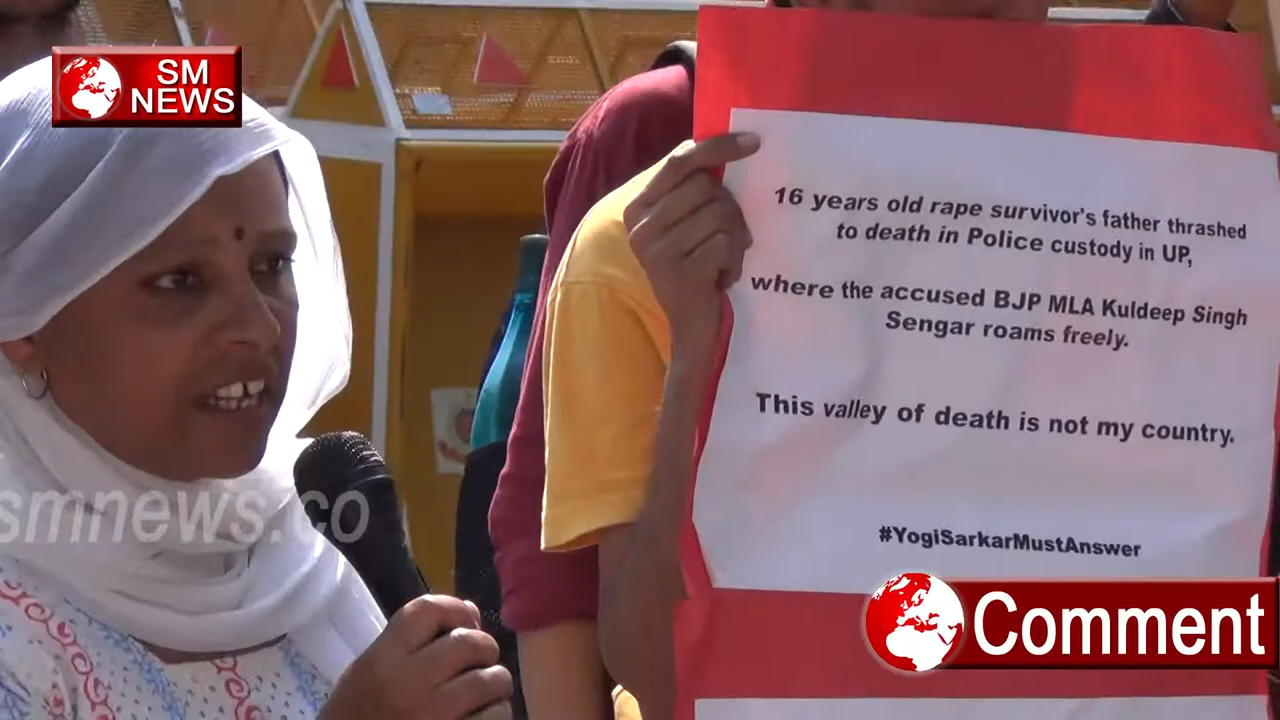 SM
NEWS
16 years old rape survivor's father thrashed
to death in Police custody in UP,
where the accused BJP MLA Kuldeep Singh
Sengar roams freely.
This valley of death is not my country.
#YogiSarkarMustAnswer
smnews.co
Comment